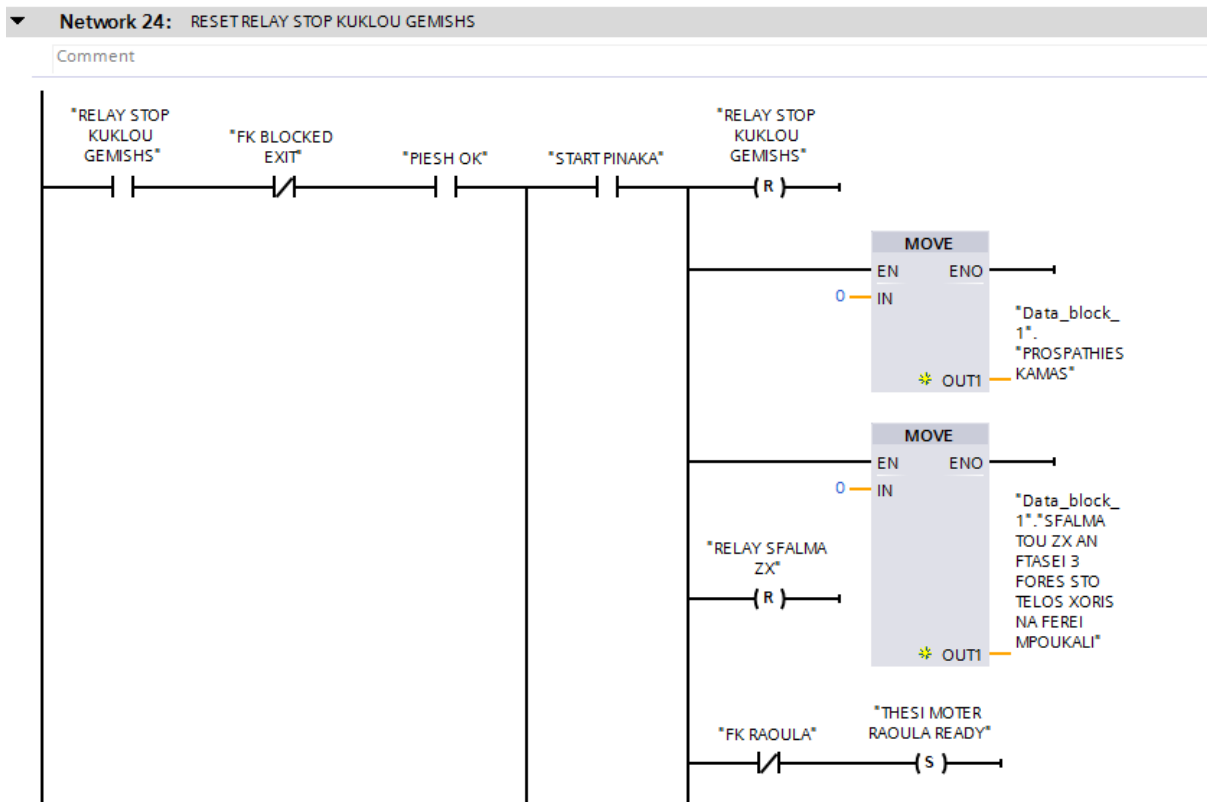 Network 24: RESET RELAY STOP KUKLOU GEMISHS
Comment
"RELAY STOP
KUKLOU
GEMISHS"
"FK BLOCKED
EXIT"
"PIESH OK"
"START PINAKA"
"RELAY STOP
KUKLOU
GEMISHS"
R
MOVE
EN ENO
0 IN
OUT1
"Data_block_
1".
"PROSPATHIES
KAMAS"
MOVE
EN ENO
0 IN
OUT1
"Data_block_
1"."SFALMA
TOU ZX AN
FTASEI 3
FORES STO
TELOS XORIS
NA FEREI
MPOUKALI"
"RELAY SFALMA
ZX"
R
"FK RAOULA"
"THESI MOTER
RAOULA READY"
S